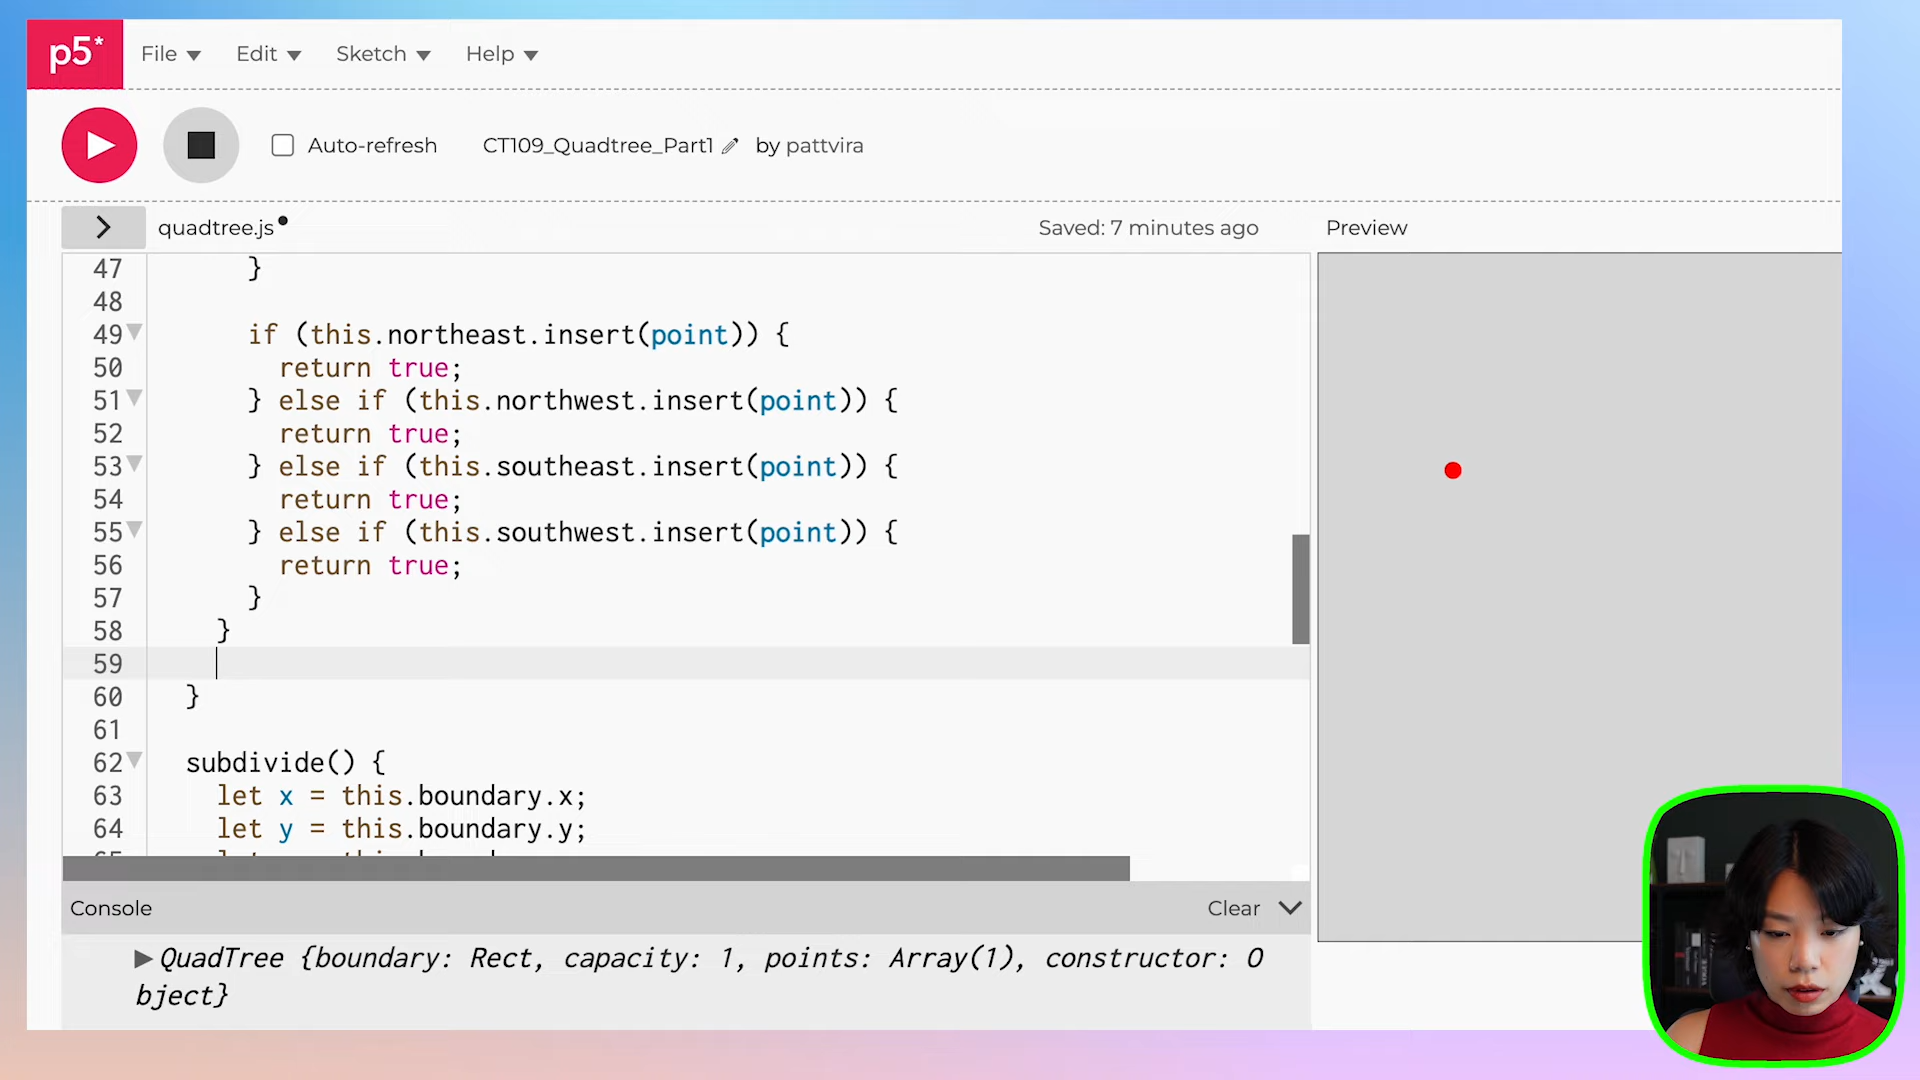 p5*
File Edit Sketch Help
Auto-refresh CT109_Quadtree_Part1 by pattvira
quadtree.js Saved: 7 minutes ago Preview
47 }
48
49 if (this.northeast.insert(point)) {
50 return true;
51 } else if (this.northwest.insert(point)) {
52 return true;
53 } else if (this.southeast.insert(point)) {
54 return true;
55 } else if (this.southwest.insert(point)) {
56 return true;
57 }
58 }
59
60 }
61
62 subdivide() {
63 let x = this.boundary.x;
64 let y = this.boundary.y;
Console Clear
QuadTree {boundary: Rect, capacity: 1, points: Array(1), constructor: O
bject}